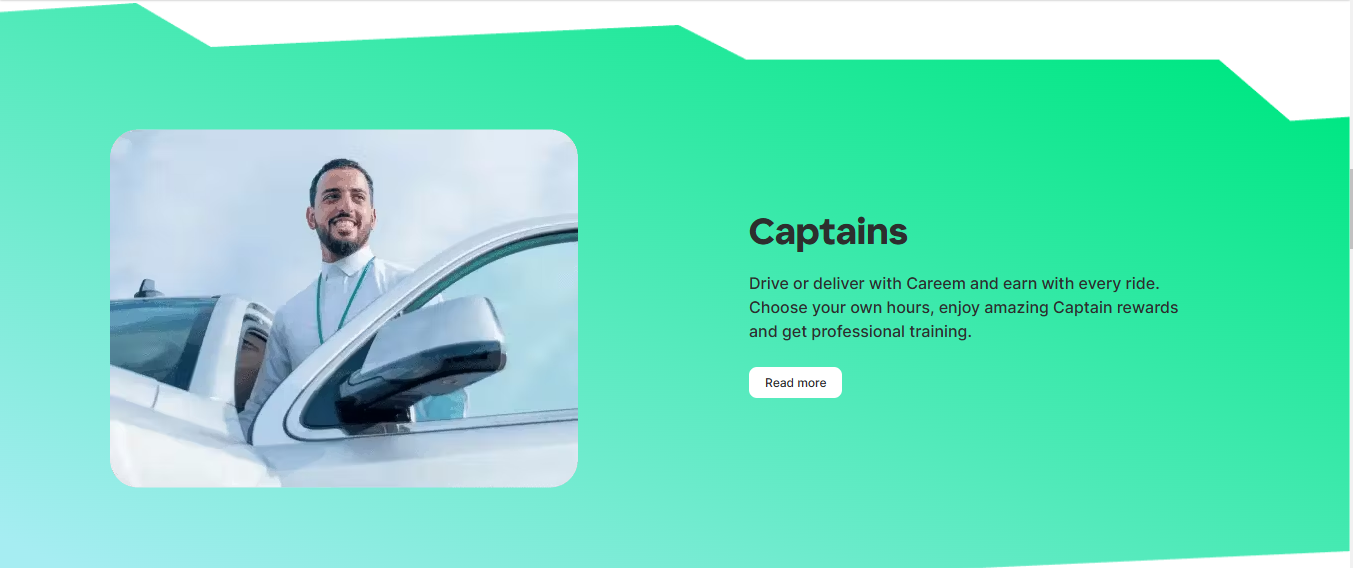 Captains
Drive or deliver with Careem and earn with every ride.
Choose your own hours, enjoy amazing Captain rewards
and get professional training.
Read more